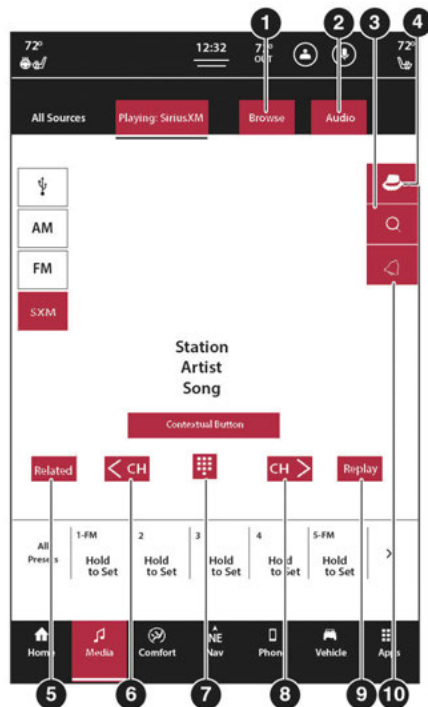 1 2 3 4
72° 12:32 72° 72°
OUT
All Sources Playing: SiriusXM Browse Audio
AM
FM
SXM
Station
Artist
Song
Contextual Button
Related < CH CH > Replay
All Presets 1-FM Hold to Set 2 Hold to Set 3 Hold to Set 4 Hold to Set 5-FM Hold to Set >
NE
Home Media Comfort Nav Phone Vehicle Apps
5 6 7 8 9 10